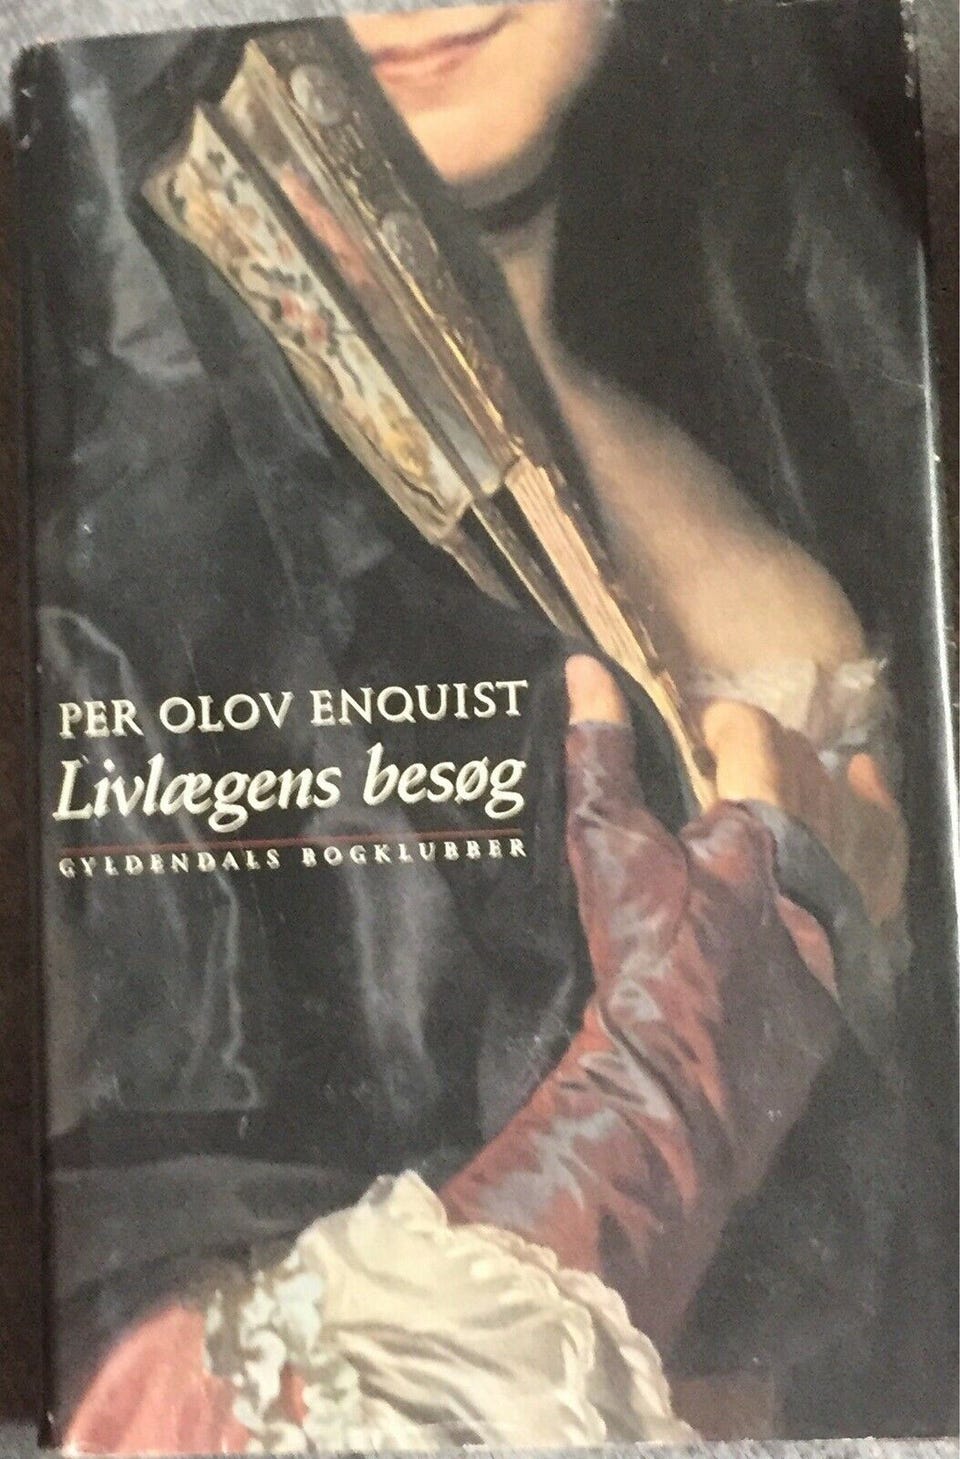 PER OLOV ENQUIST
Livlægens besøg
GYLDENDALS BOGKLUBBER